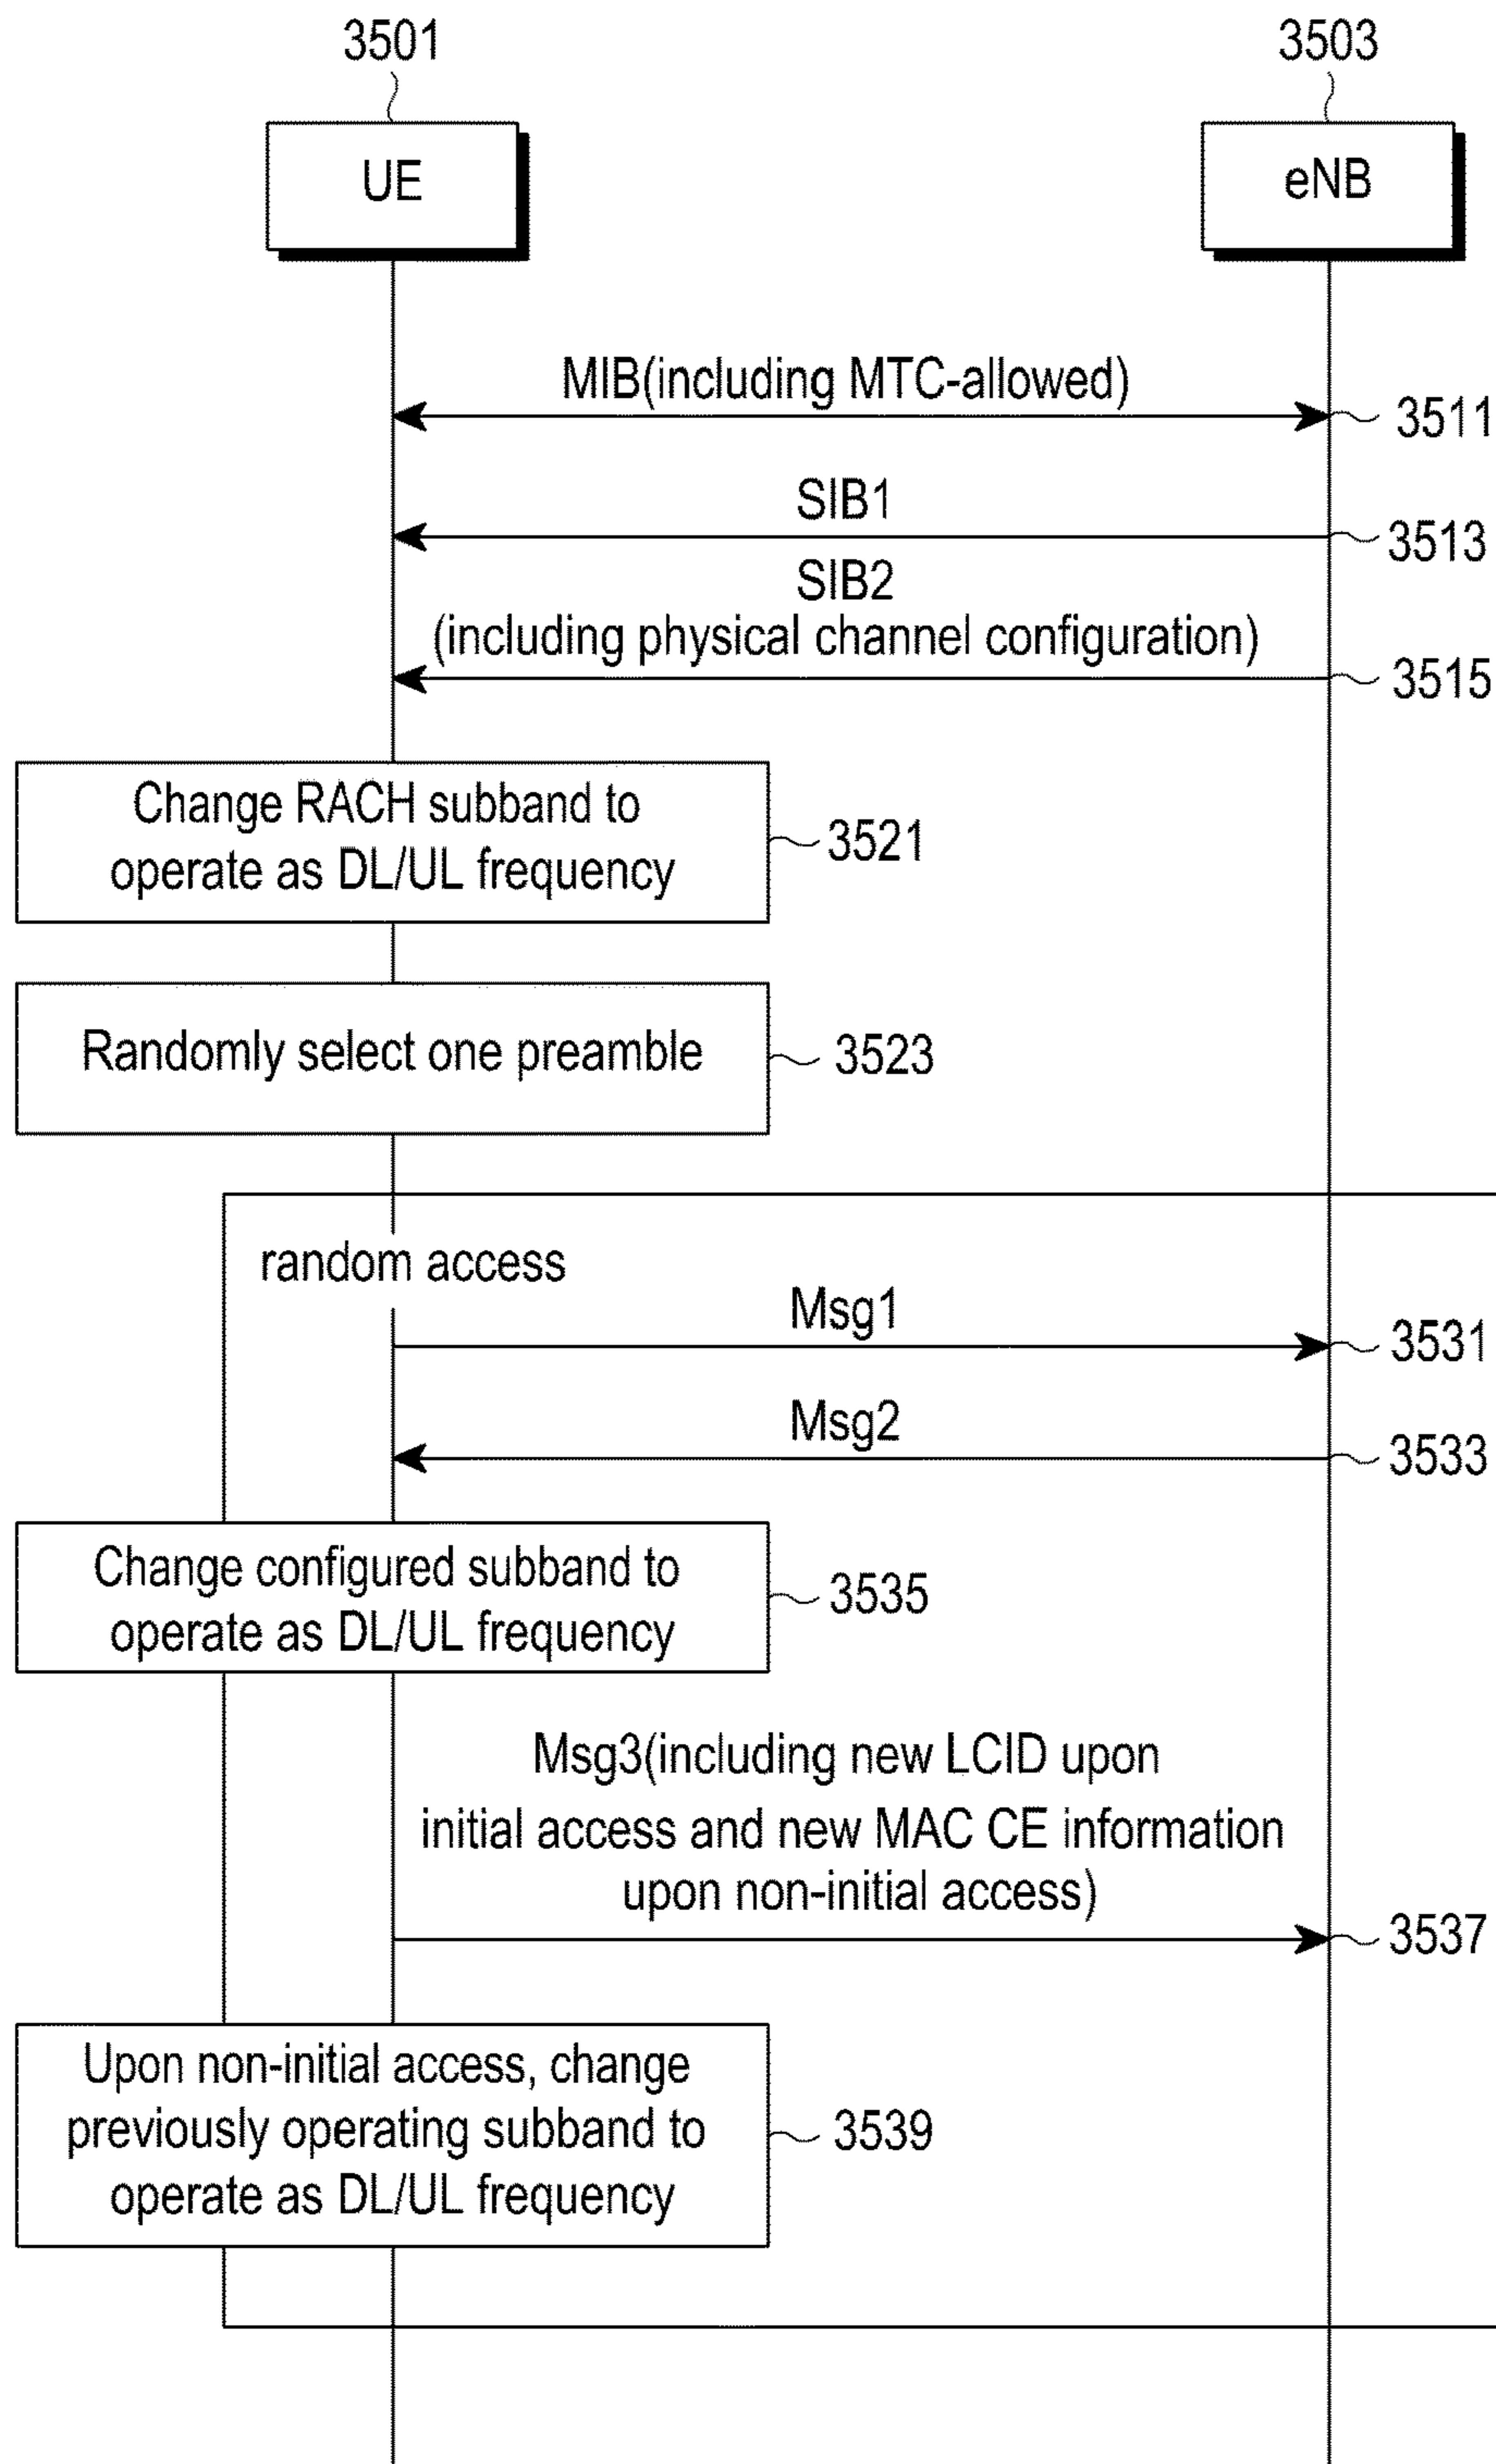 3501
3503
UE
eNB
MIB(including MTC-allowed)
3511
SIB1
3513
SIB2
(including physical channel configuration)
3515
Change RACH subband to
operate as DL/UL frequency
3521
Randomly select one preamble
3523
random access
Msg1
3531
Msg2
3533
Change configured subband to
operate as DL/UL frequency
3535
Msg3(including new LCID upon
initial access and new MAC CE information
upon non-initial access)
3537
Upon non-initial access, change
previously operating subband to
operate as DL/UL frequency
3539